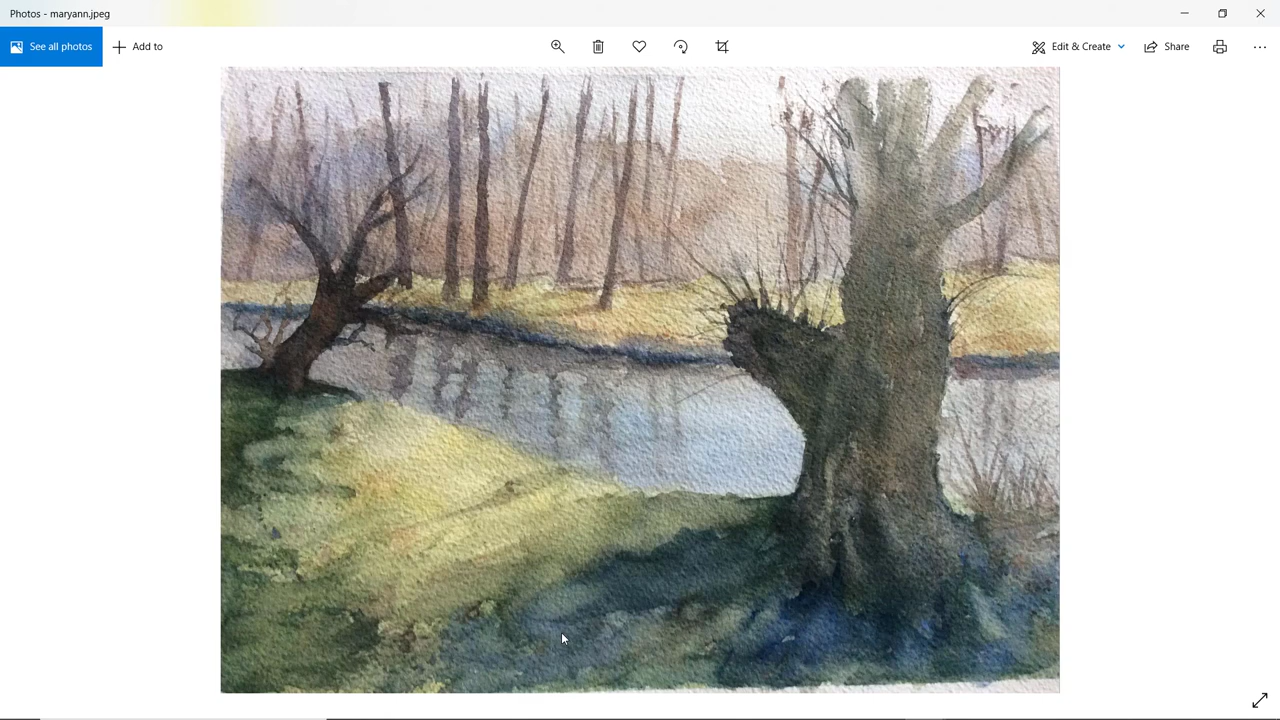 Photos - maryann.jpeg
See all photos
Add to
Edit & Create
Share